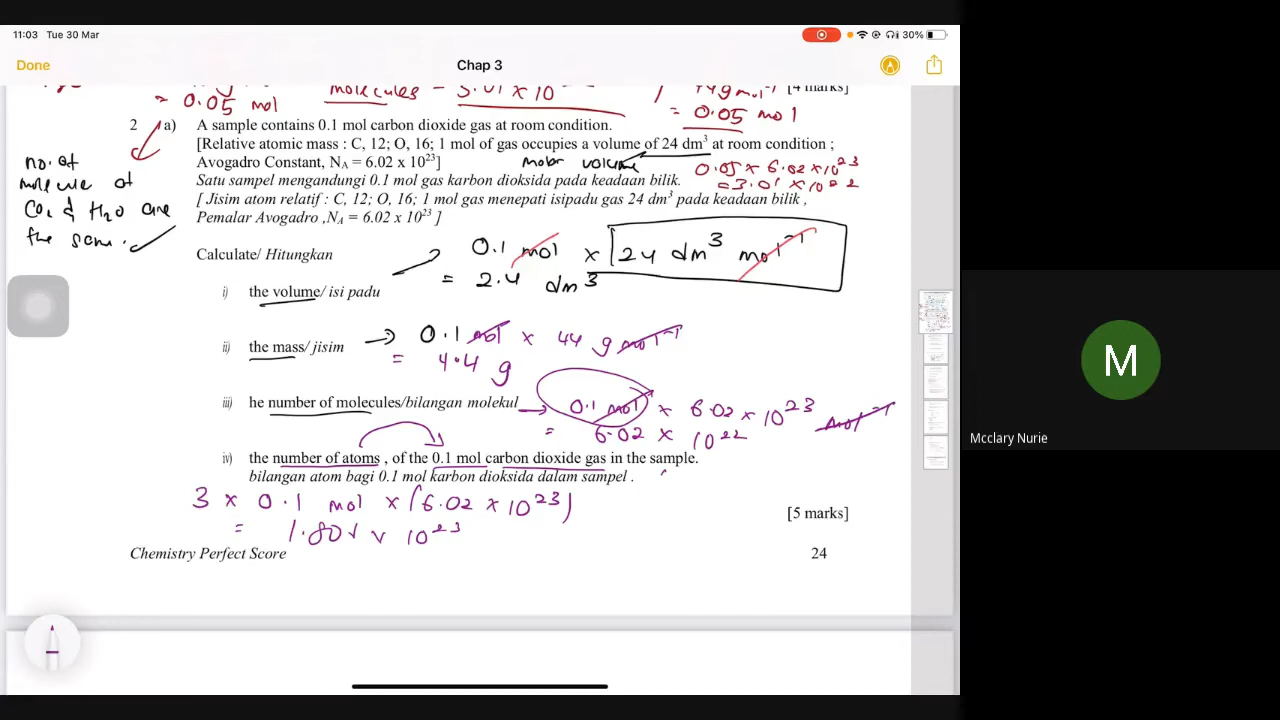 11:03 Tue 30 Mar
30%
Done
Chap 3
= 0.05 mol
molecules = 3.01 x 10
44 g mol⁻¹ [4 marks]
= 0.05 mol
2 a) A sample contains 0.1 mol carbon dioxide gas at room condition.
[Relative atomic mass : C, 12; O, 16; 1 mol of gas occupies a volume of 24 dm³ at room condition ;
Avogadro Constant, NA = 6.02 x 10²³]
molar volume
0.05 x 6.02 x 10²³
= 3.01 x 10²²
no. of
molecule of
CO₂ & H₂O are
the same.
Satu sampel mengandungi 0.1 mol gas karbon dioksida pada keadaan bilik.
[ Jisim atom relatif : C, 12; O, 16; 1 mol gas menepati isipadu gas 24 dm³ pada keadaan bilik ,
Pemalar Avogadro ,NA = 6.02 x 10²³ ]
Calculate/ Hitungkan
0.1 mol x 24 dm³ mol⁻¹
= 2.4 dm³
i) the volume/ isi padu
ii) the mass/ jisim
0.1 mol x 44 g mol⁻¹
= 4.4 g
iii) he number of molecules/bilangan molekul
0.1 mol x 6.02 x 10²³ mol⁻¹
= 6.02 x 10²²
iv) the number of atoms , of the 0.1 mol carbon dioxide gas in the sample.
bilangan atom bagi 0.1 mol karbon dioksida dalam sampel .
3 x 0.1 mol x (6.02 x 10²³)
= 1.801 x 10²³
[5 marks]
Chemistry Perfect Score
24
M
Mcclary Nurie